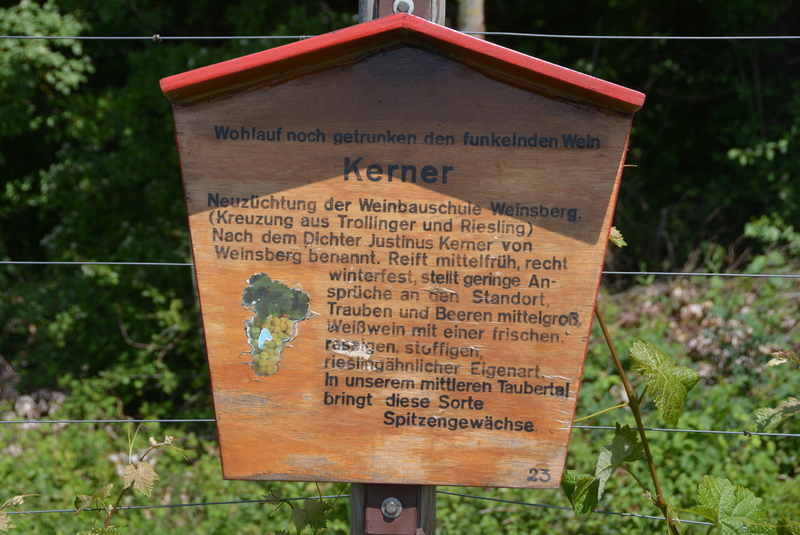 Wohlauf noch getrunken den funkelnden Wein
Kerner
Neuzüchtung der Weinbauschule Weinsberg.
(Kreuzung aus Trollinger und Riesling)
Nach dem Dichter Justinus Kerner von
Weinsberg benannt. Reift mittelfrüh, recht
winterfest, stellt geringe An-
sprüche an den Standort,
Trauben und Beeren mittelgroß,
Weißwein mit einer frischen,
rassigen, stoffigen,
rieslingähnlicher Eigenart.
In unserem mittleren Taubertal
bringt diese Sorte
Spitzengewächse.
23